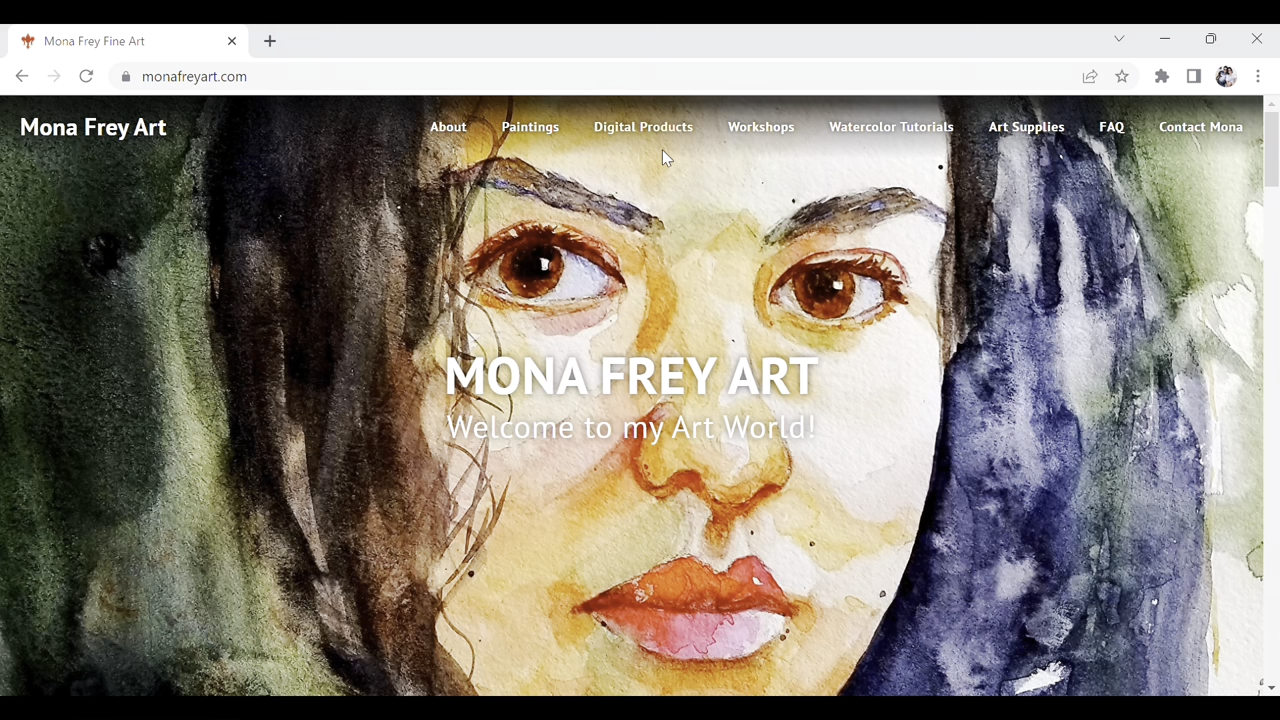 Mona Frey Fine Art
monafreyart.com
Mona Frey Art About Paintings Digital Products Workshops Watercolor Tutorials Art Supplies FAQ Contact Mona
MONA FREY ART
Welcome to my Art World!